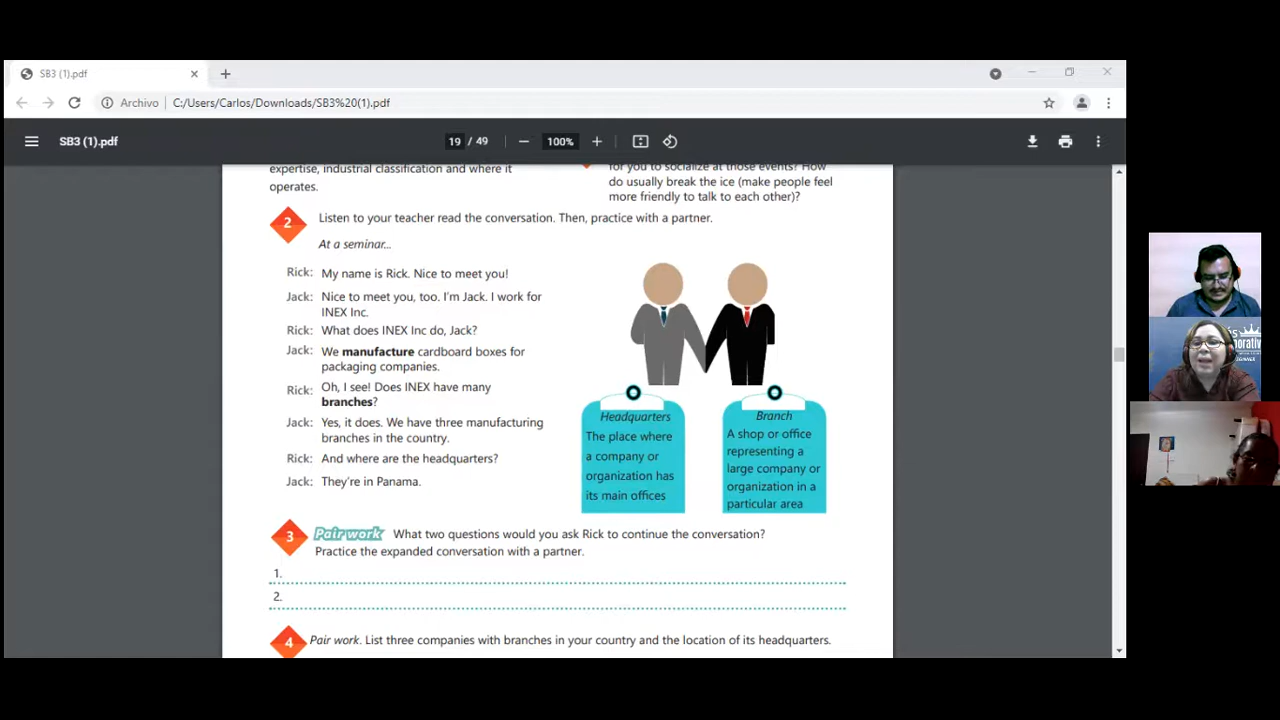 SB3 (1).pdf
Archivo
C:/Users/Carlos/Downloads/SB3%20(1).pdf
SB3 (1).pdf
19 / 49
100%
expertise, industrial classification and where it
operates.
for you to socialize at those events? How
do usually break the ice (make people feel
more friendly to talk to each other)?
2
Listen to your teacher read the conversation. Then, practice with a partner.
At a seminar...
Rick: My name is Rick. Nice to meet you!
Jack: Nice to meet you, too. I'm Jack. I work for
INEX Inc.
Rick: What does INEX Inc do, Jack?
Jack: We manufacture cardboard boxes for
packaging companies.
Rick: Oh, I see! Does INEX have many
branches?
Jack: Yes, it does. We have three manufacturing
branches in the country.
Rick: And where are the headquarters?
Jack: They're in Panama.
Headquarters
The place where
a company or
organization has
its main offices
Branch
A shop or office
representing a
large company or
organization in a
particular area
3
Pair work What two questions would you ask Rick to continue the conversation?
Practice the expanded conversation with a partner.
1.
2.
4
Pair work. List three companies with branches in your country and the location of its headquarters.